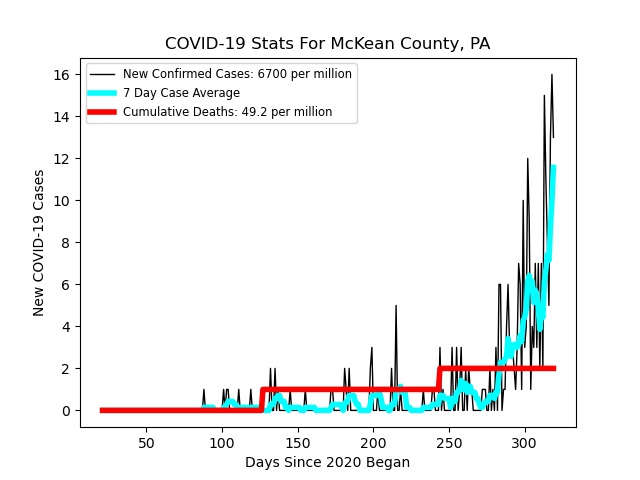 COVID-19 Stats For McKean County, PA
New Confirmed Cases: 6700 per million
7 Day Case Average
Cumulative Deaths: 49.2 per million
New COVID-19 Cases
16
14
12
10
8
6
4
2
0
50 100 150 200 250 300
Days Since 2020 Began